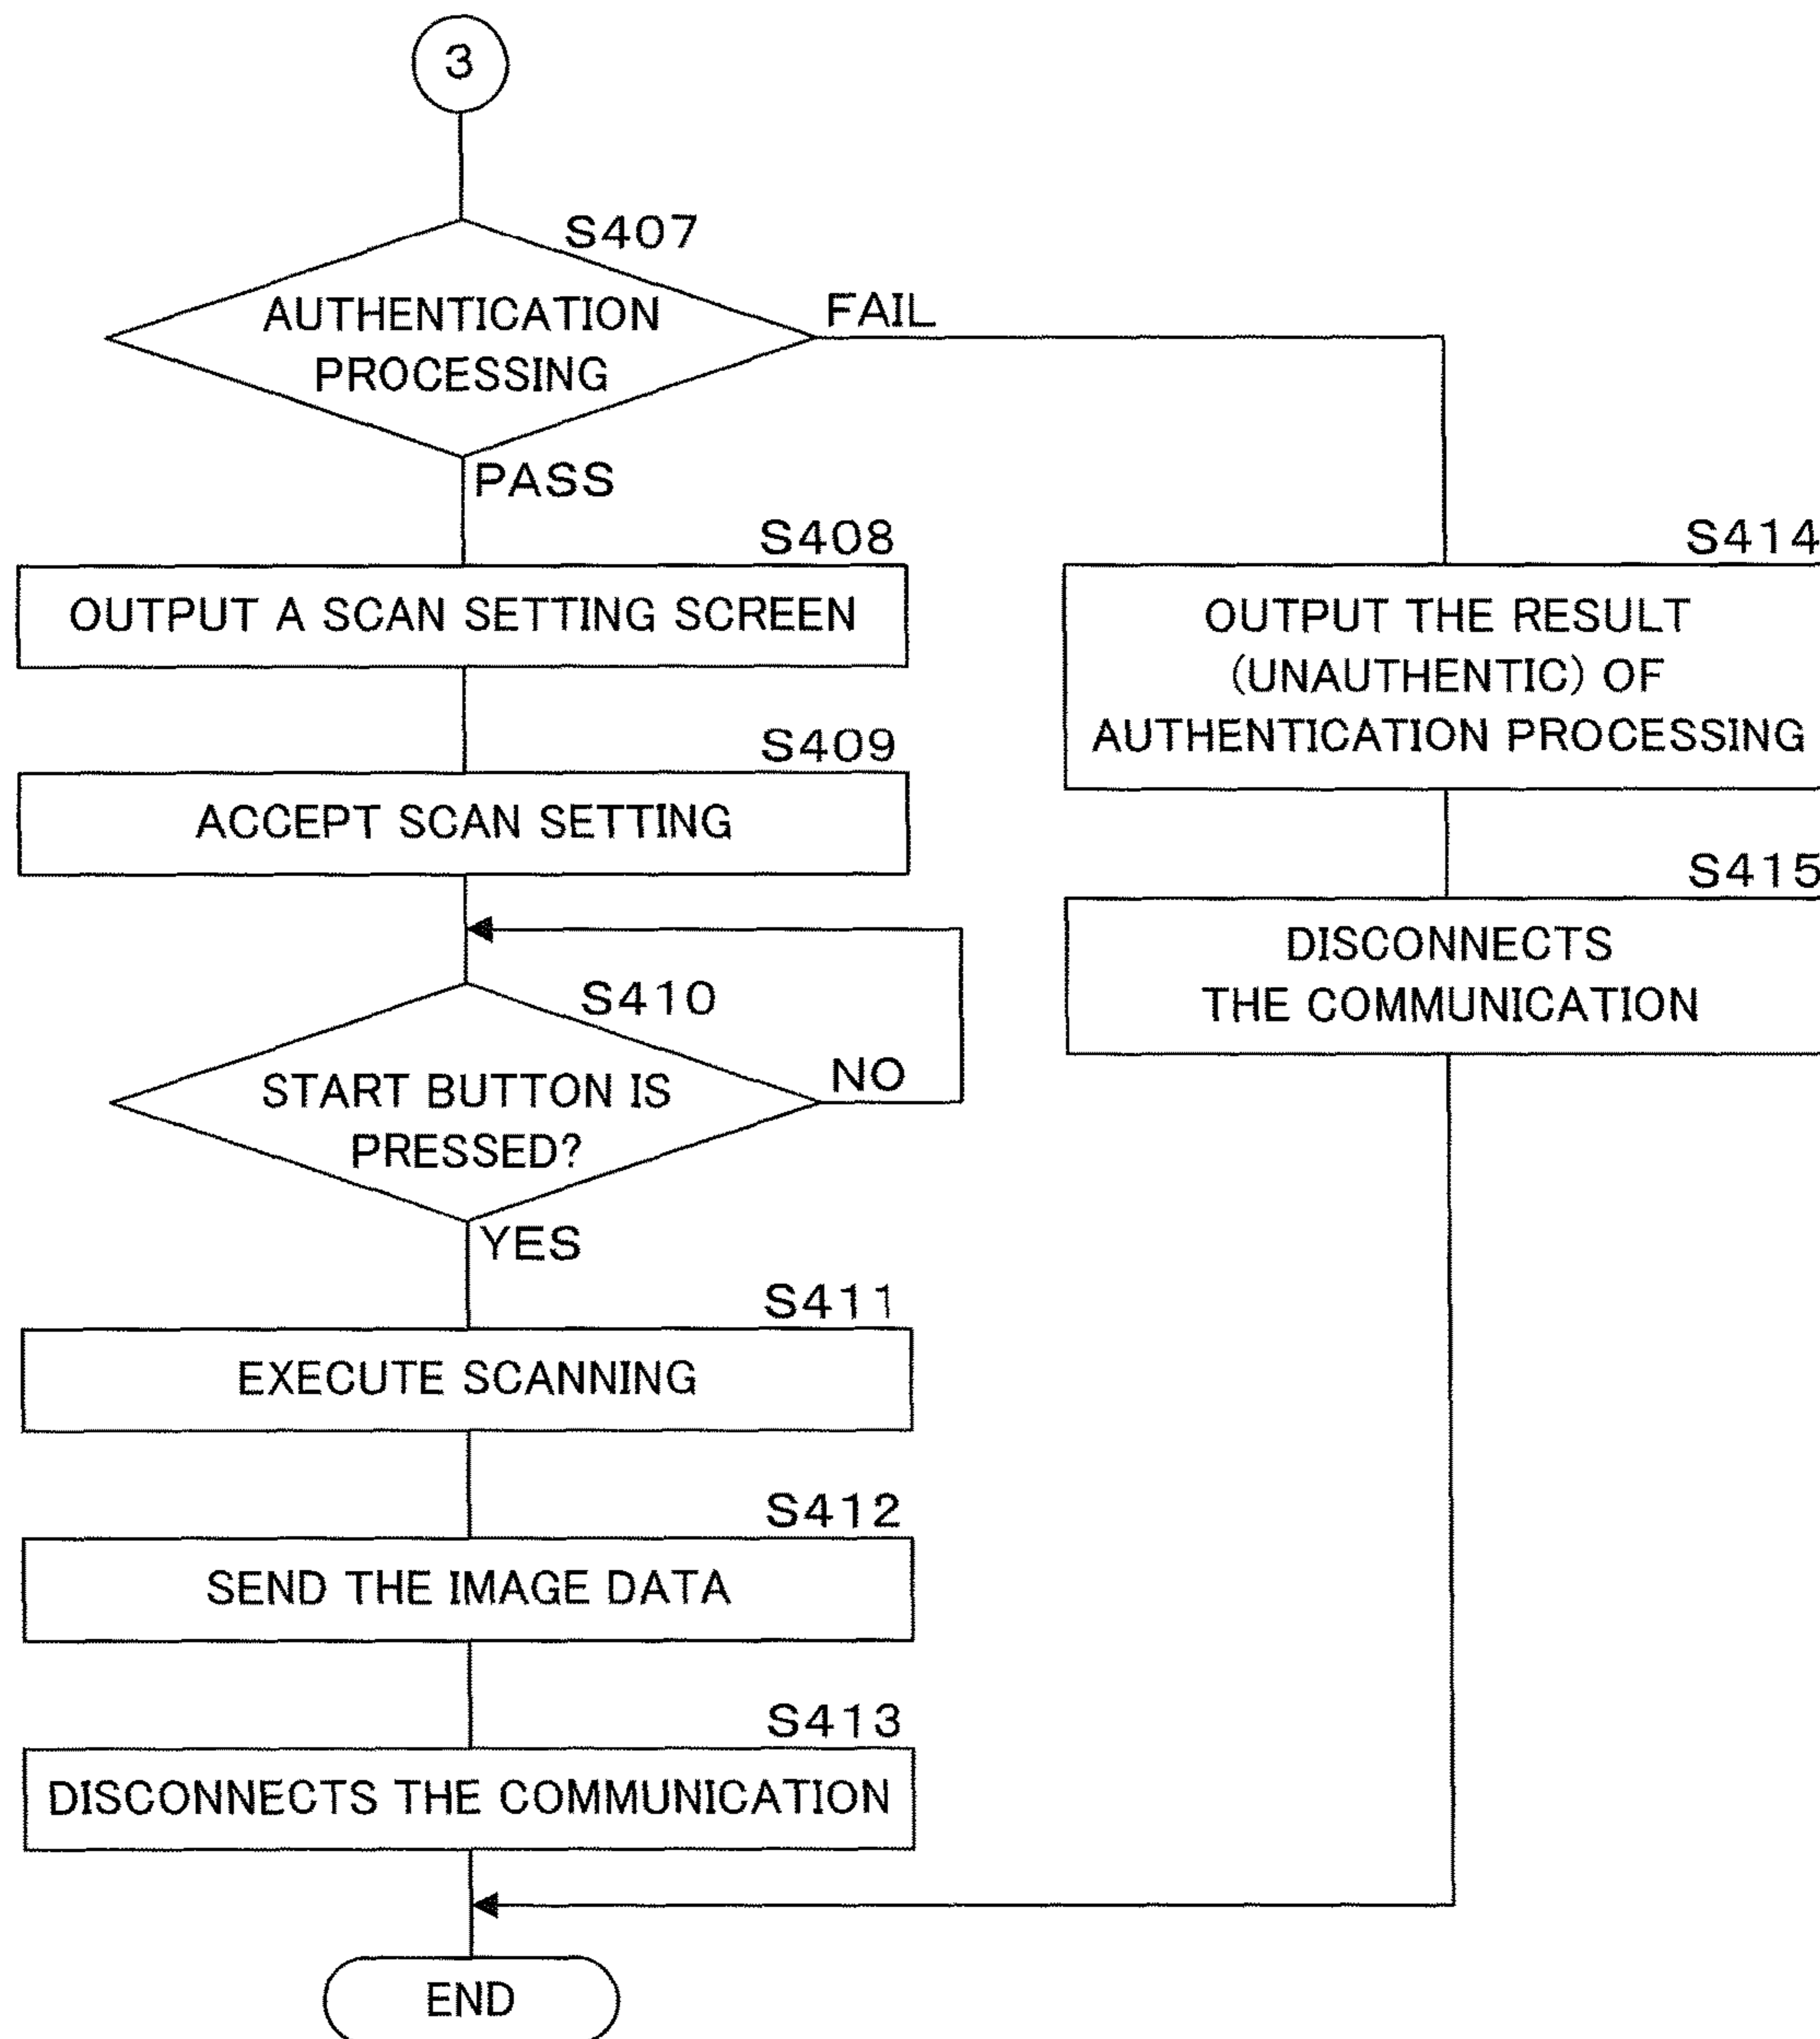 3
S407
AUTHENTICATION
PROCESSING
FAIL
PASS
S408
OUTPUT A SCAN SETTING SCREEN
S409
ACCEPT SCAN SETTING
S410
START BUTTON IS
PRESSED?
NO
YES
S411
EXECUTE SCANNING
S412
SEND THE IMAGE DATA
S413
DISCONNECTS THE COMMUNICATION
S414
OUTPUT THE RESULT
(UNAUTHENTIC) OF
AUTHENTICATION PROCESSING
S415
DISCONNECTS
THE COMMUNICATION
END